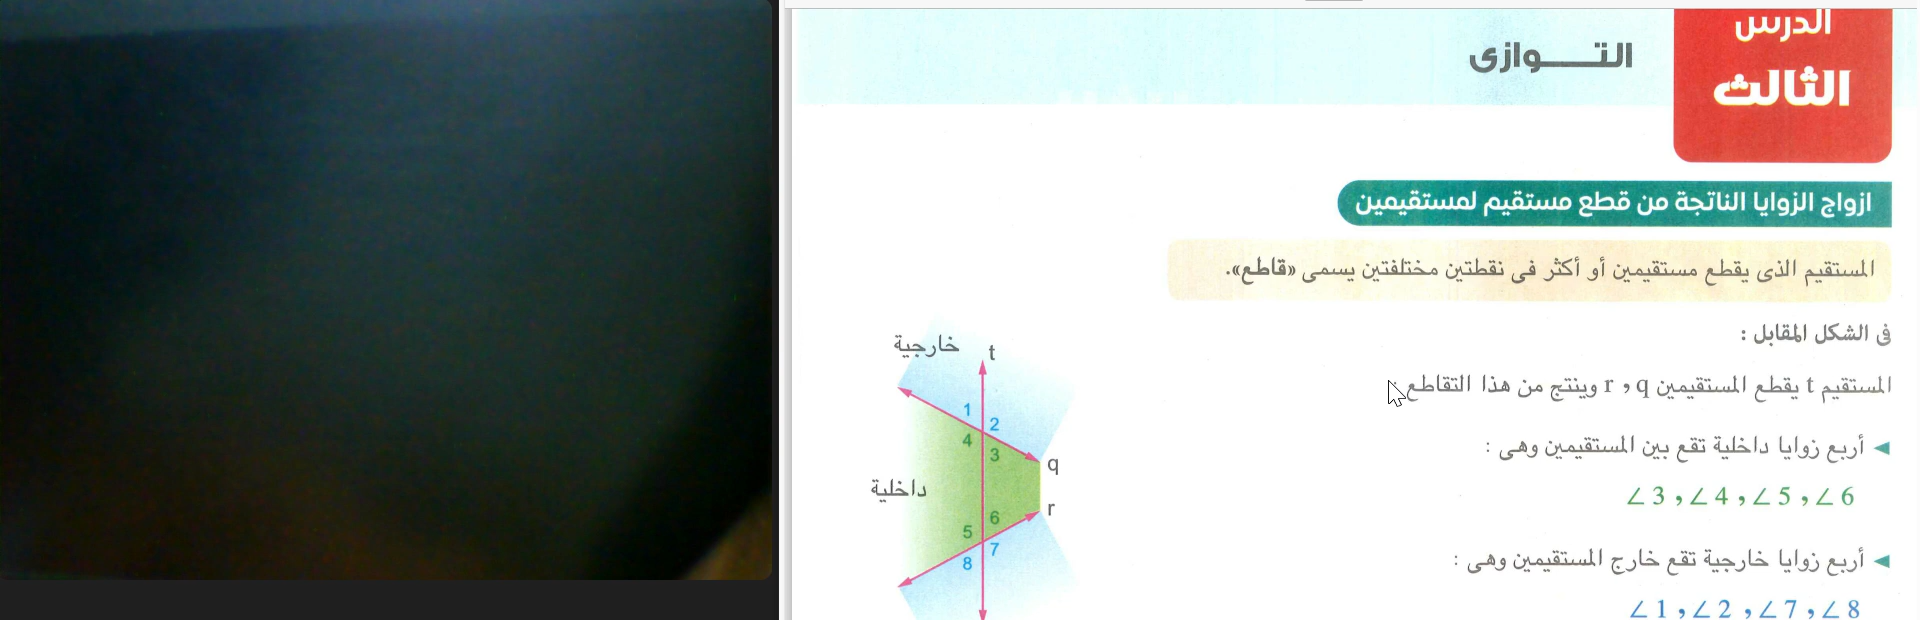 الدرس
الثالث
التـــوازى
ازواج الزوايا الناتجة من قطع مستقيم لمستقيمين
المستقيم الذى يقطع مستقيمين أو أكثر فى نقطتين مختلفتين يسمى «قاطع».
فى الشكل المقابل :
المستقيم t يقطع المستقيمين r ، q وينتج من هذا التقاطع
أربع زوايا داخلية تقع بين المستقيمين وهى :
∠ 3 ، ∠ 4 ، ∠ 5 ، ∠ 6
أربع زوايا خارجية تقع خارج المستقيمين وهى :
∠ 1 ، ∠ 2 ، ∠ 7 ، ∠ 8
خارجية
t
1
2
4
3
q
داخلية
r
6
5
7
8